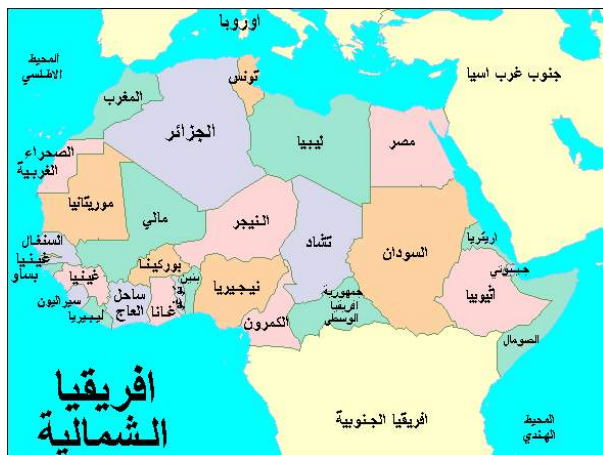 اوروبا
المحيط
الاطلسي
جنوب غرب اسيا
تونس
المغرب
الجزائر
ليبيا
مصر
الصحراء
الغربية
موريتانيا
مالي
النيجر
تشاد
السودان
اريتريا
السنغال
غينيا
بساو
غينيا
بوركينا
بنين
نيجيريا
جمهورية
افريقيا
الوسطى
جيبوتي
اثيوبيا
سيراليون
ليبيريا
ساحل
العاج
غانا
الكمرون
الصومال
افريقيا
الشمالية
افريقيا الجنوبية
المحيط
الهندي